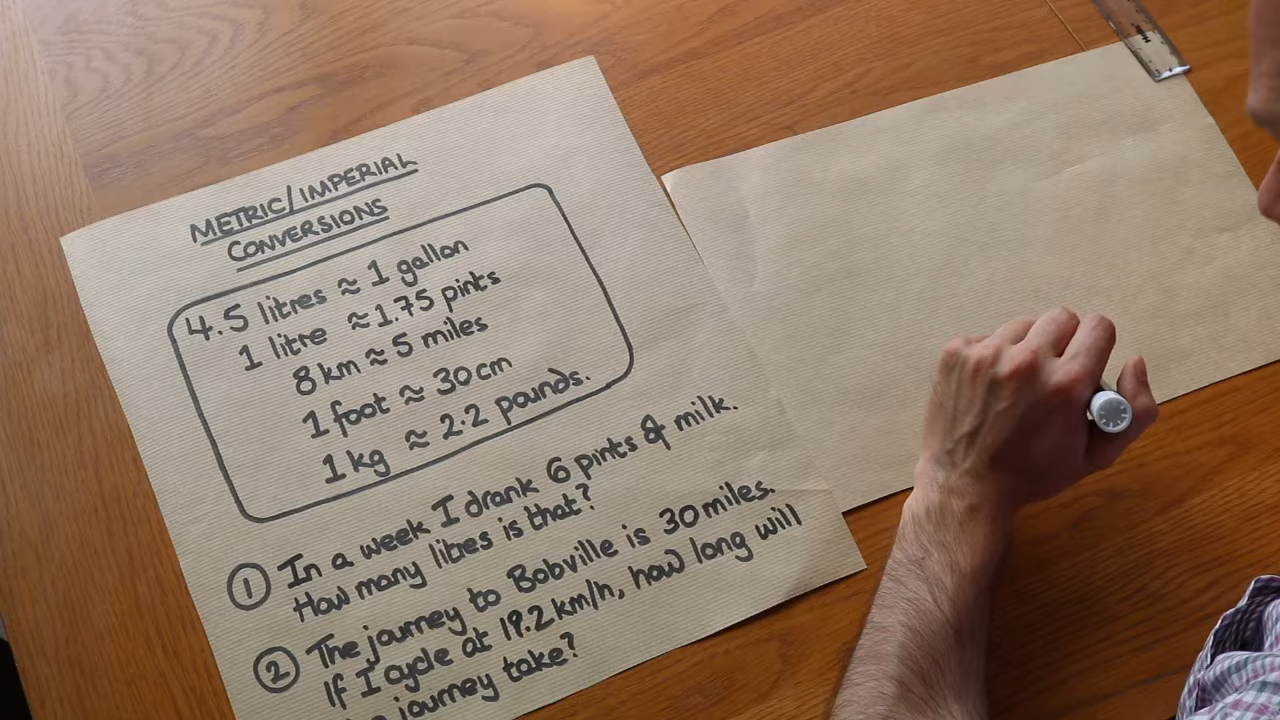 METRIC/IMPERIAL
CONVERSIONS
4.5 litres ≈ 1 gallon
1 litre ≈ 1.75 pints
8 km ≈ 5 miles
1 foot ≈ 30 cm
1 kg ≈ 2.2 pounds.
① In a week I drank 6 pints of milk.
How many litres is that?
② The journey to Bobville is 30 miles.
If I cycle at 19.2 km/h, how long will
journey take?